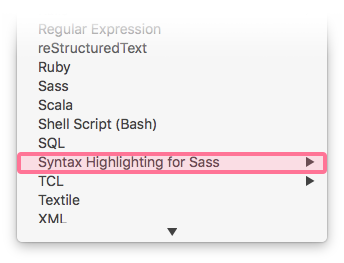 Regular Expression
reStructuredText
Ruby
Sass
Scala
Shell Script (Bash)
SQL
Syntax Highlighting for Sass
TCL
Textile
XML